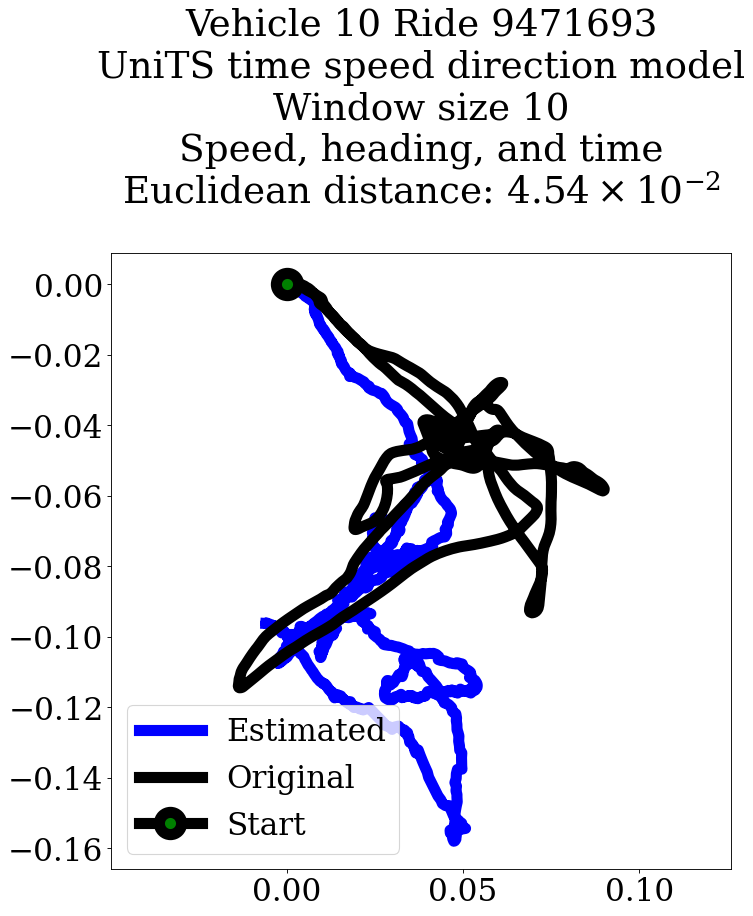 Vehicle 10 Ride 9471693
UniTS time speed direction model
Window size 10
Speed, heading, and time
Euclidean distance: $4.54 \times 10^{-2}$
0.00
−0.02
−0.04
−0.06
−0.08
−0.10
−0.12
−0.14
−0.16
Estimated
Original
Start
0.00 0.05 0.10